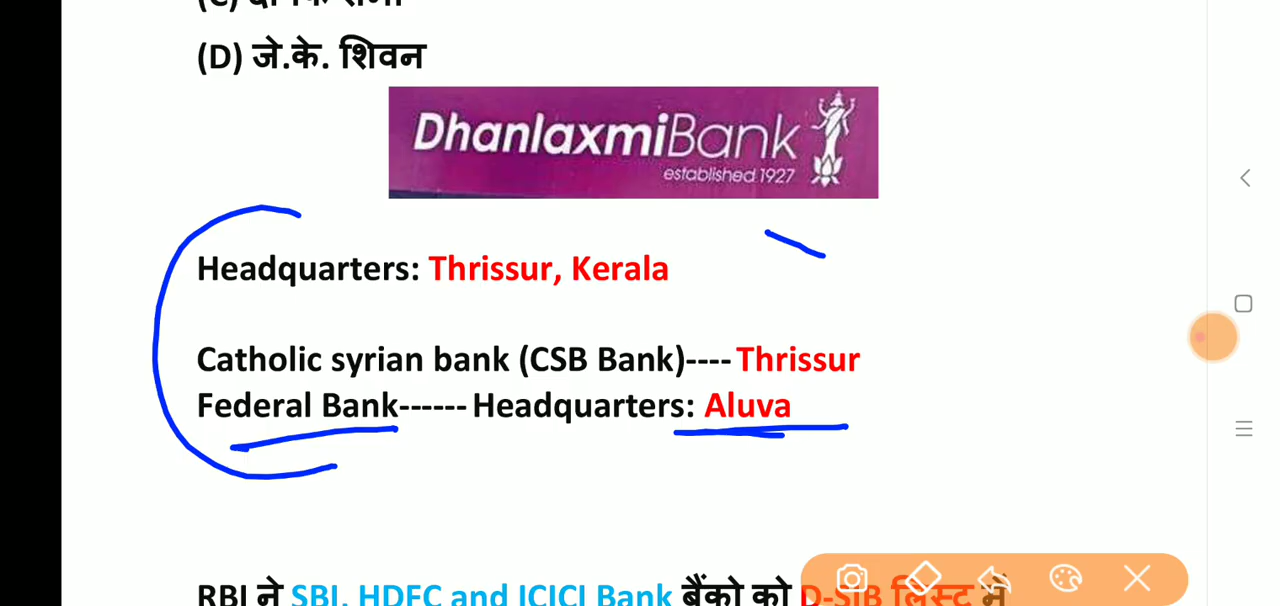 (D) जे.के. शिवन
DhanlaxmiBank
established 1927
Headquarters: Thrissur, Kerala
Catholic syrian bank (CSB Bank)---- Thrissur
Federal Bank------ Headquarters: Aluva
RBI ने SBI, HDFC and ICICI Bank बैंको को D-SIB लिस्ट में